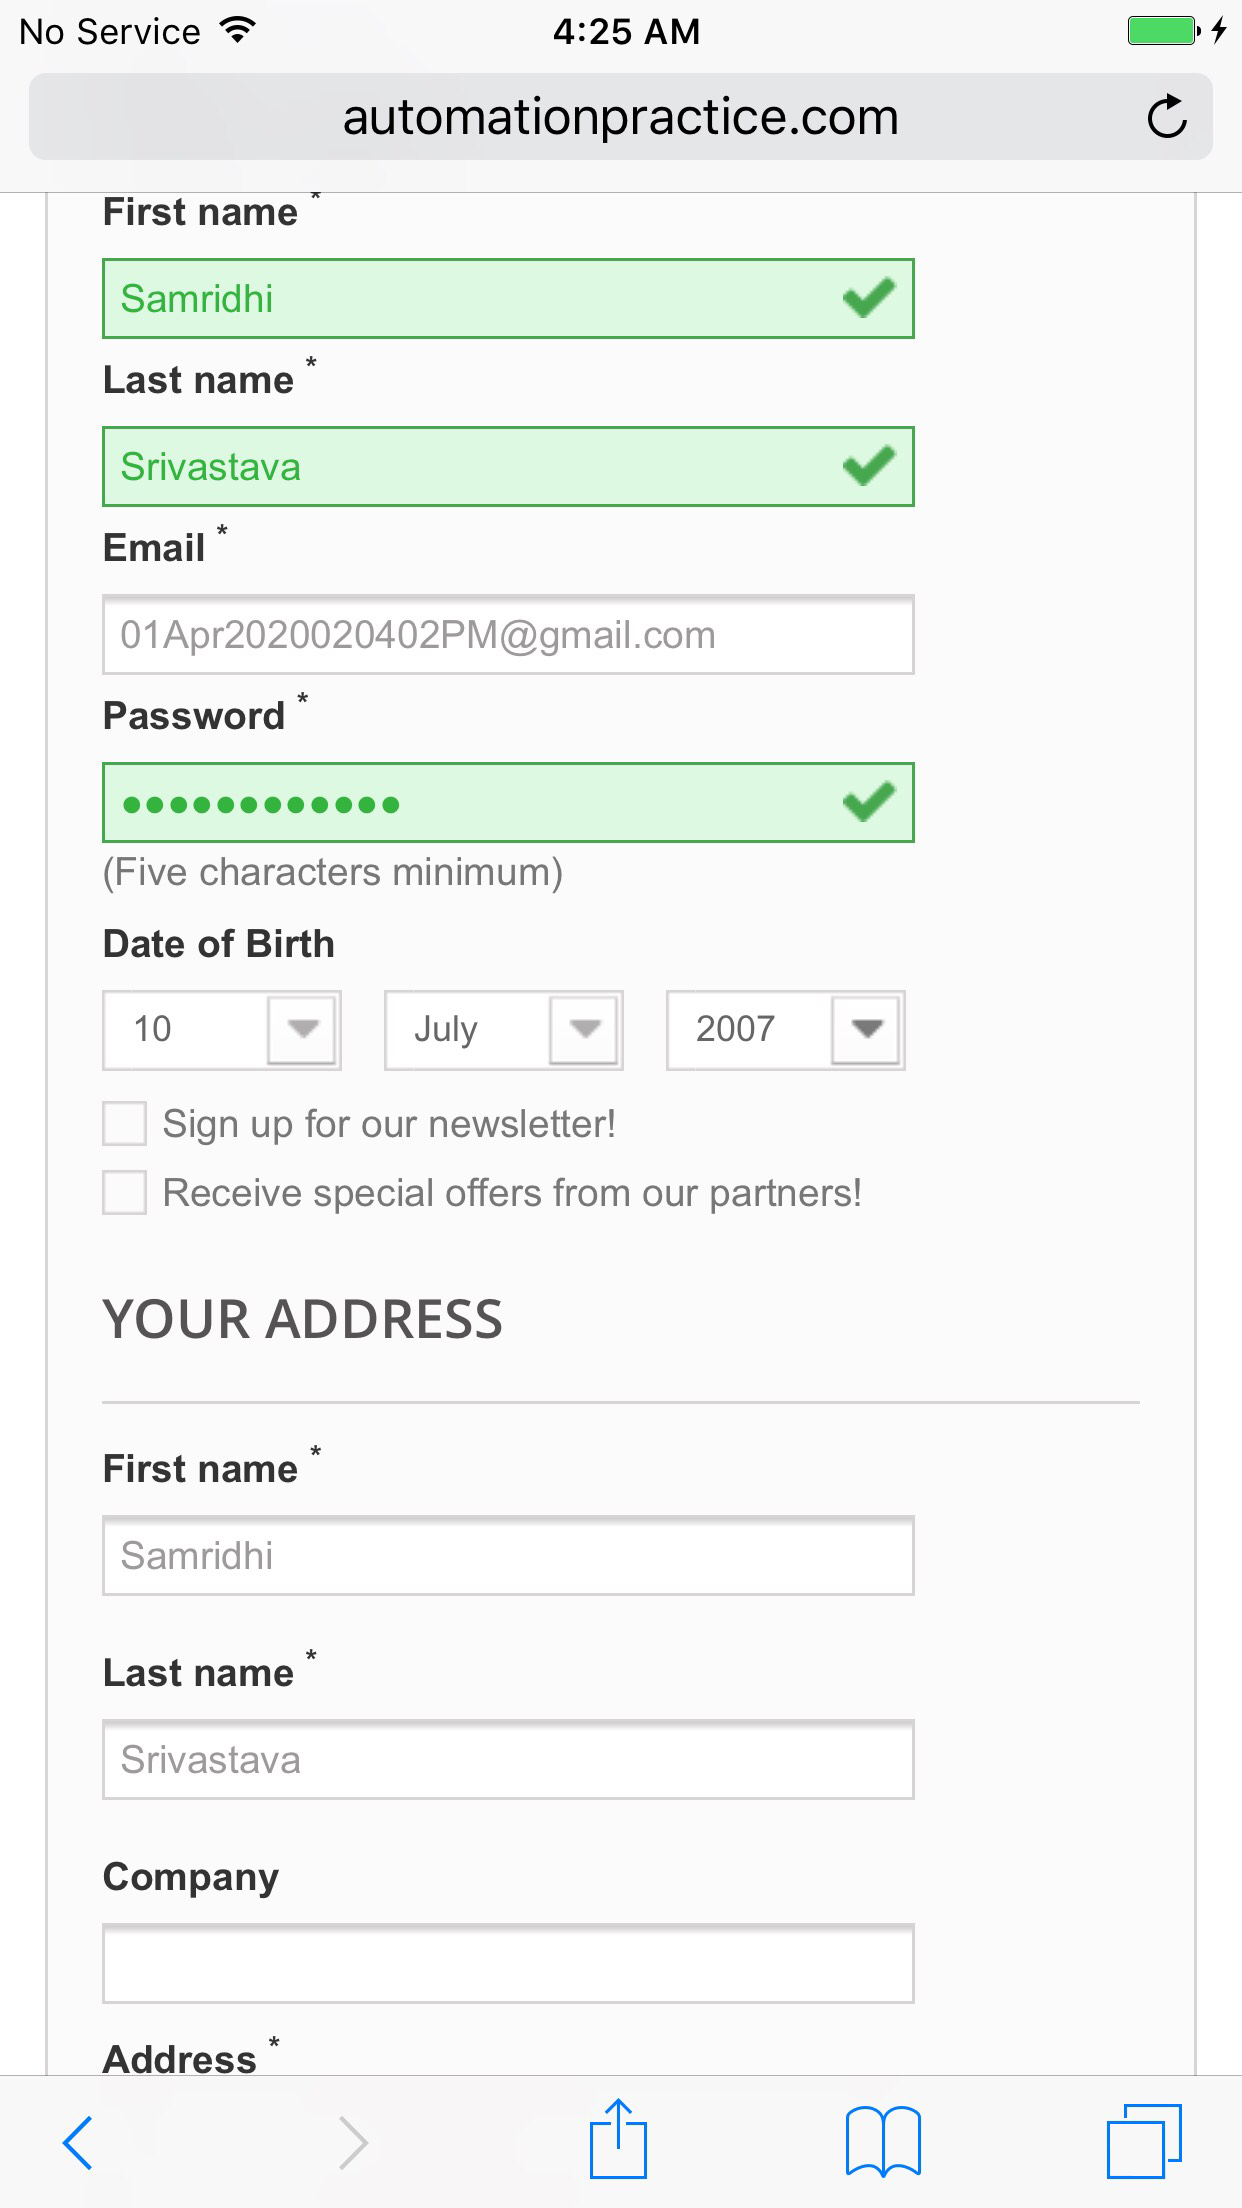 No Service 4:25 AM
automationpractice.com
First name *
Samridhi
Last name *
Srivastava
Email *
01Apr2020020402PM@gmail.com
Password *
••••••••••••
(Five characters minimum)
Date of Birth
10 July 2007
Sign up for our newsletter!
Receive special offers from our partners!
YOUR ADDRESS
First name *
Samridhi
Last name *
Srivastava
Company
Address *